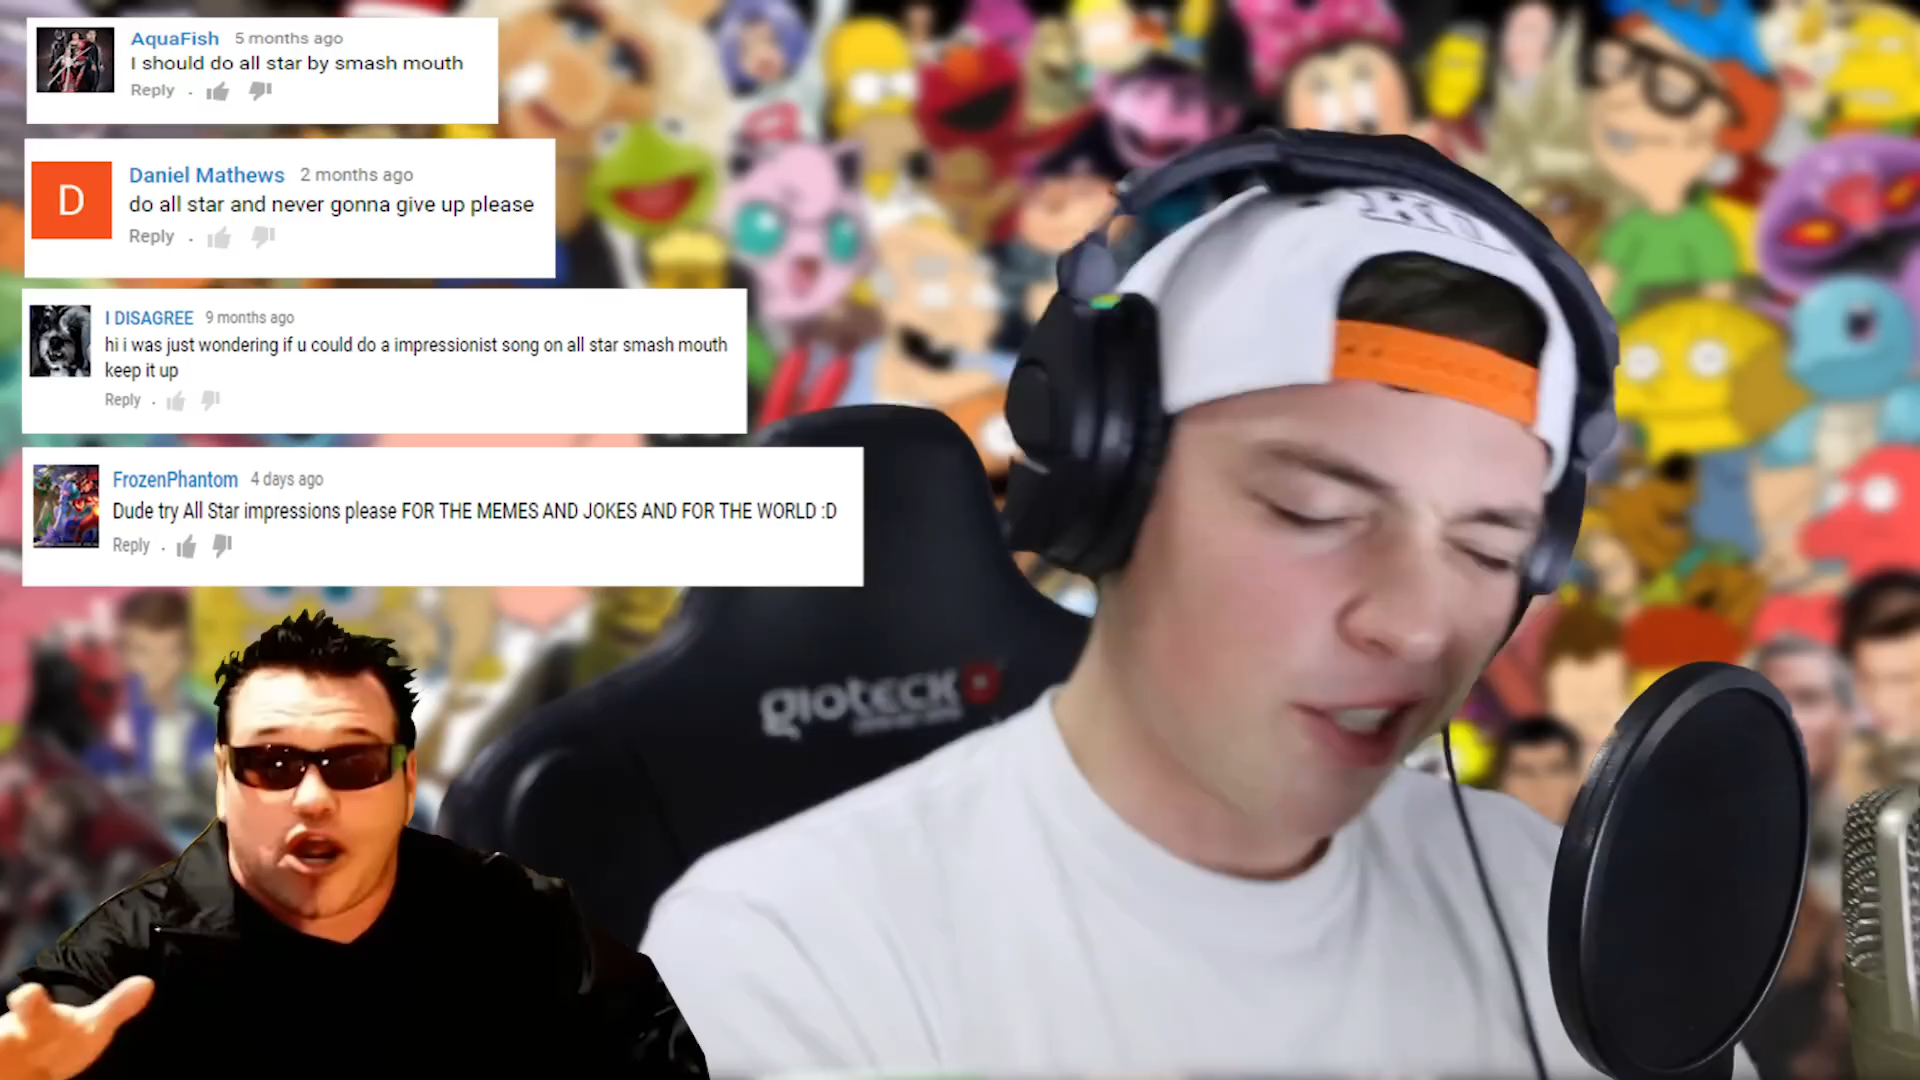 AquaFish 5 months ago
I should do all star by smash mouth
Reply .
D
Daniel Mathews 2 months ago
do all star and never gonna give up please
Reply .
I DISAGREE 9 months ago
hi i was just wondering if u could do a impressionist song on all star smash mouth
keep it up
Reply .
FrozenPhantom 4 days ago
Dude try All Star impressions please FOR THE MEMES AND JOKES AND FOR THE WORLD :D
Reply .
gioteck